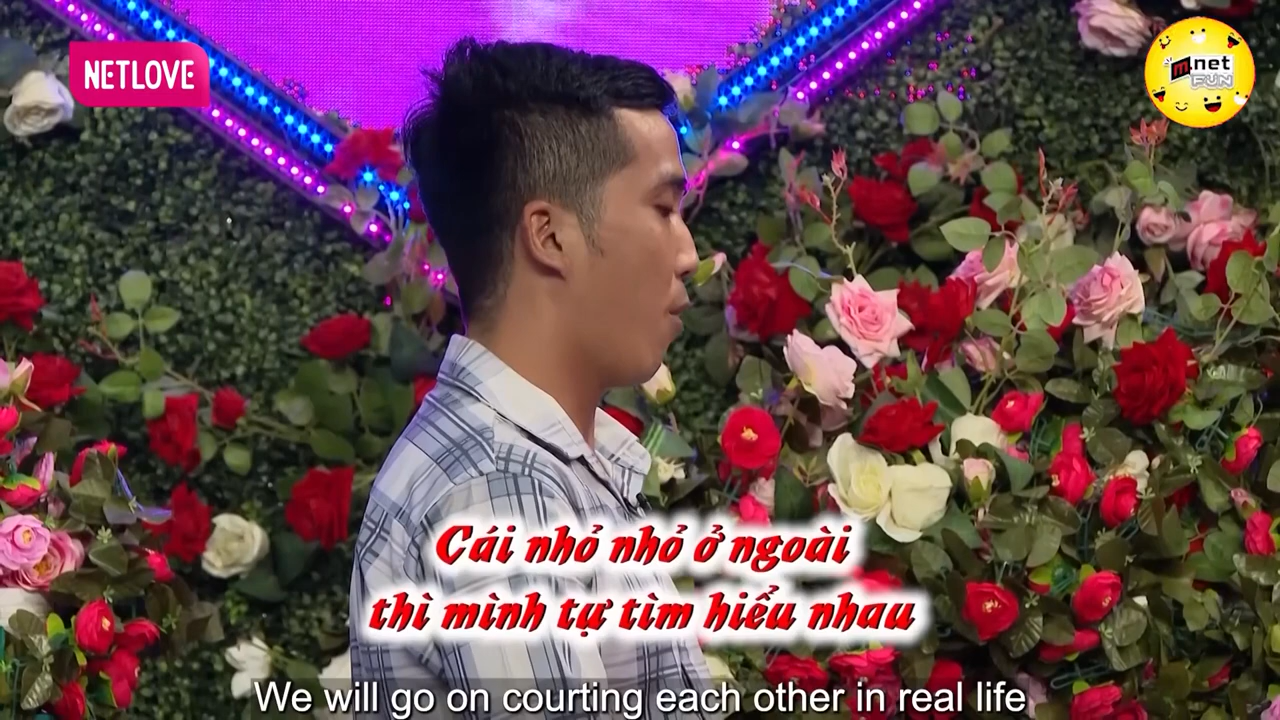 NETLOVE
mnet
FUN
Cái nhỏ nhỏ ở ngoài
thì mình tự tìm hiểu nhau
We will go on courting each other in real life